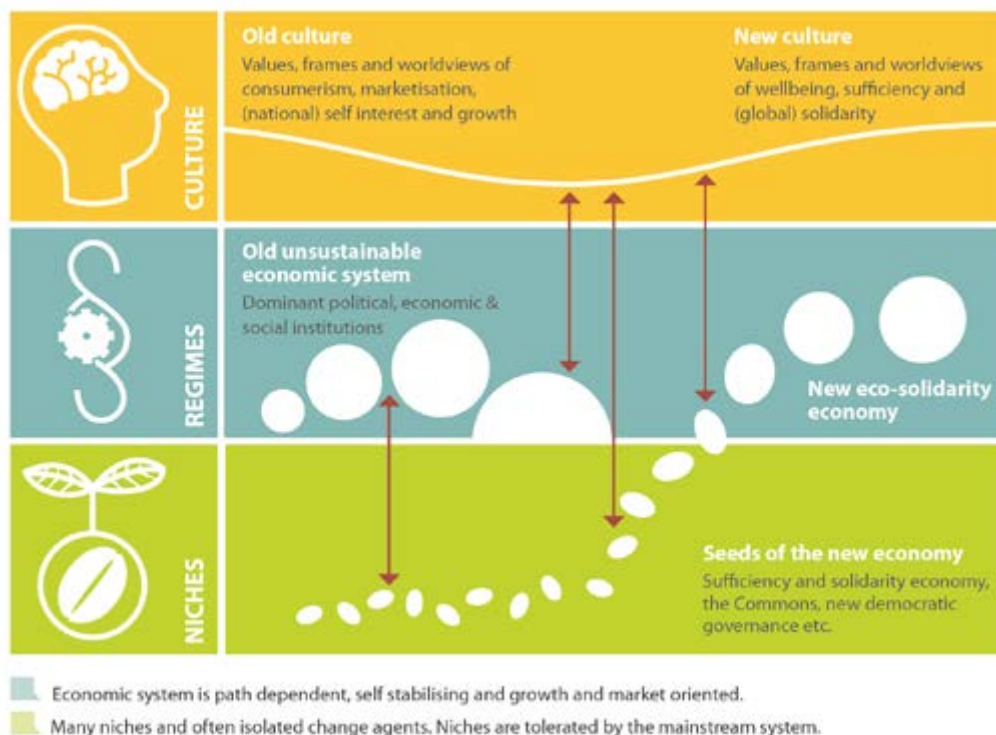 CULTURE
Old culture
Values, frames and worldviews of
consumerism, marketisation,
(national) self interest and growth
New culture
Values, frames and worldviews
of wellbeing, sufficiency and
(global) solidarity
REGIMES
Old unsustainable
economic system
Dominant political, economic &
social institutions
New eco-solidarity
economy
NICHES
Seeds of the new economy
Sufficiency and solidarity economy,
the Commons, new democratic
governance etc.
Economic system is path dependent, self stabilising and growth and market oriented.
Many niches and often isolated change agents. Niches are tolerated by the mainstream system.